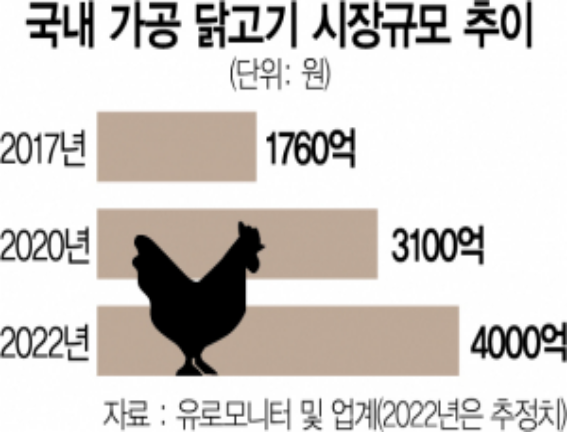 국내 가공 닭고기 시장규모 추이
(단위: 원)
2017년 1760억
2020년 3100억
2022년 4000억
자료 : 유로모니터 및 업계(2022년은 추정치)